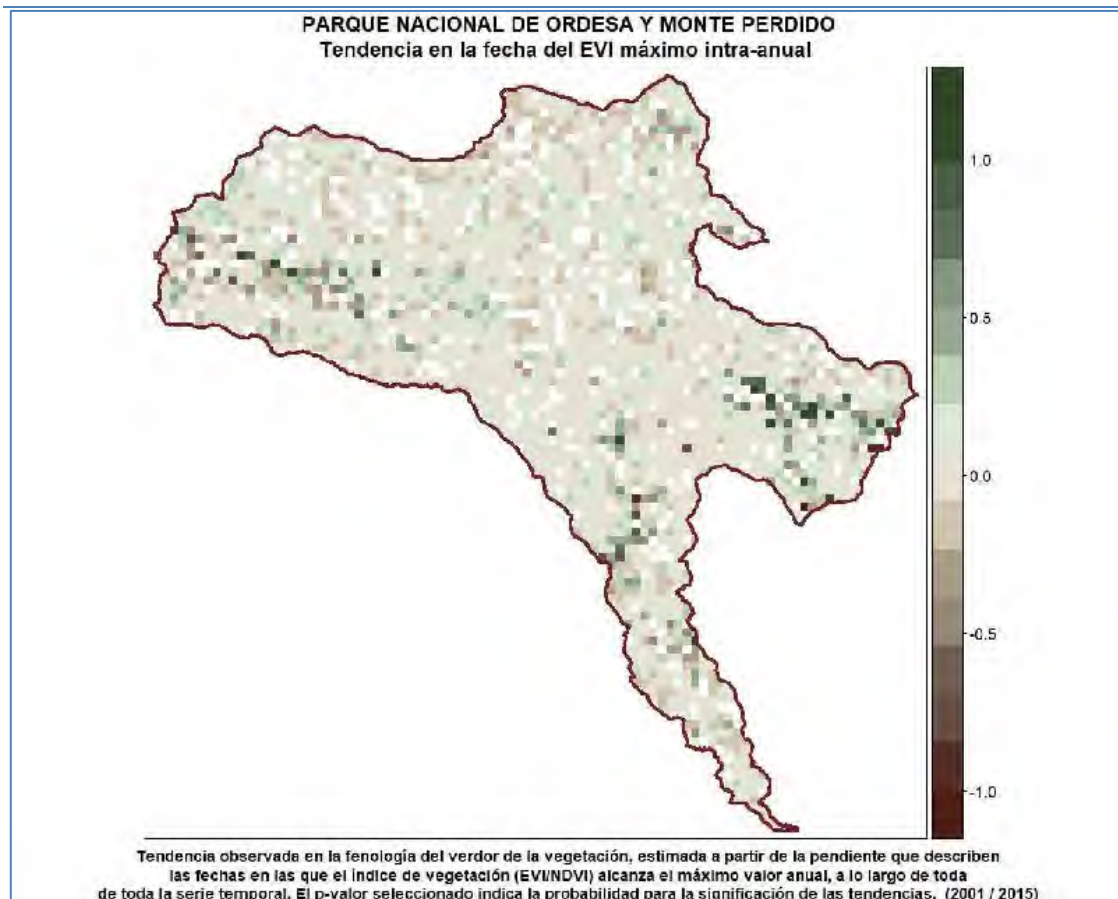 PARQUE NACIONAL DE ORDESA Y MONTE PERDIDO
Tendencia en la fecha del EVI máximo intra-anual
1.0
0.5
0.0
-0.5
-1.0
Tendencia observada en la fenología del verdor de la vegetación, estimada a partir de la pendiente que describen
las fechas en las que el índice de vegetación (EVI/NDVI) alcanza el máximo valor anual, a lo largo de toda
de toda la serie temporal. El p-valor seleccionado indica la probabilidad para la significación de las tendencias. (2001 / 2015)